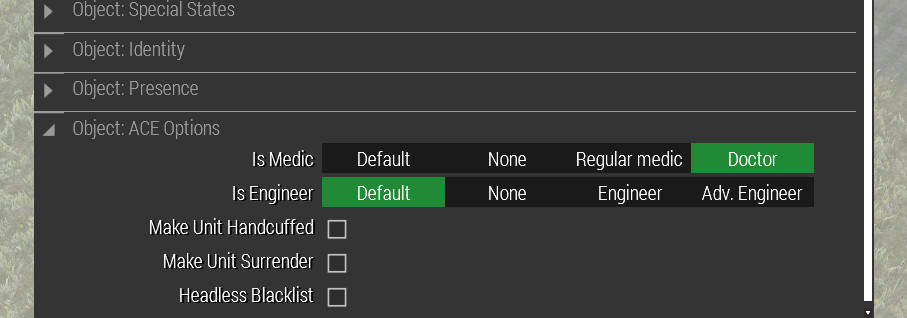 Object: Special States
Object: Identity
Object: Presence
Object: ACE Options
Is Medic Default None Regular medic Doctor
Is Engineer Default None Engineer Adv. Engineer
Make Unit Handcuffed
Make Unit Surrender
Headless Blacklist